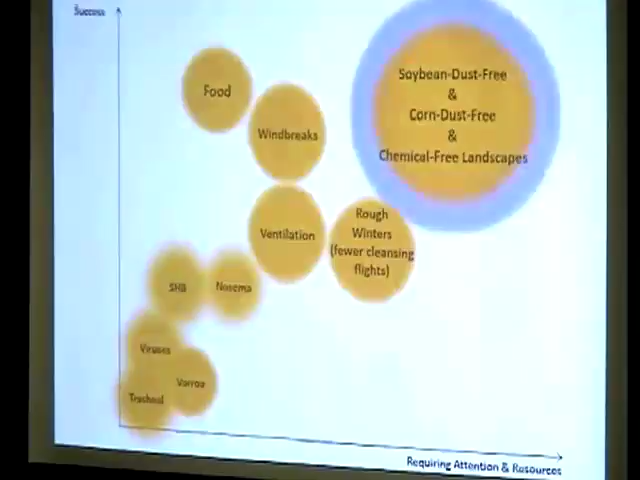 Success
Food
Windbreaks
Soybean-Dust-Free
&
Corn-Dust-Free
&
Chemical-Free Landscapes
Ventilation
Rough
Winters
(fewer cleansing
flights)
SHB
Nosema
Viruses
Varroa
Tracheal
Requiring Attention & Resources